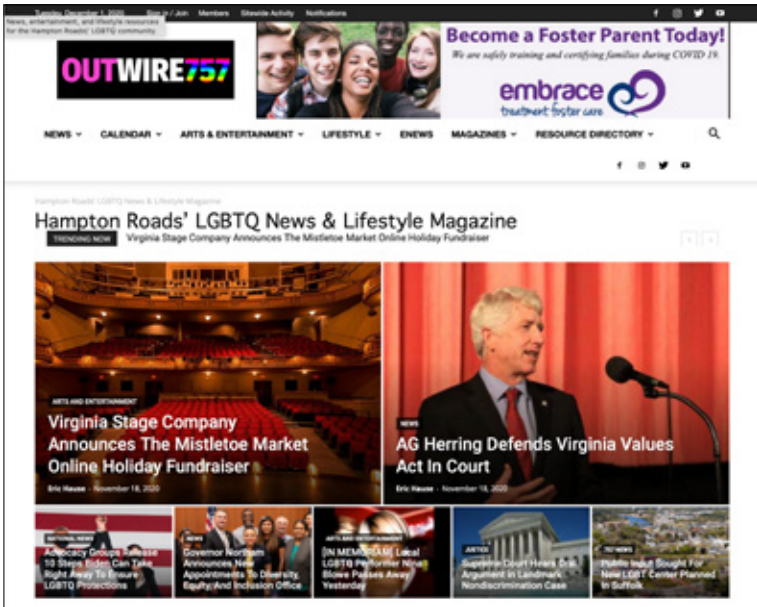 Tuesday, December 1, 2020 Sign in / Join Members Sitewide Activity Notifications
News, entertainment, and lifestyle resources
for the Hampton Roads' LGBTQ community.
OUTWIRE757
Become a Foster Parent Today!
We are safely training and certifying families during COVID 19.
embrace
treatment foster care
NEWS CALENDAR ARTS & ENTERTAINMENT LIFESTYLE ENEWS MAGAZINES RESOURCE DIRECTORY
Hampton Roads' LGBTQ News & Lifestyle Magazine
Hampton Roads' LGBTQ News & Lifestyle Magazine
TRENDING NOW Virginia Stage Company Announces The Mistletoe Market Online Holiday Fundraiser
ARTS AND ENTERTAINMENT
Virginia Stage Company
Announces The Mistletoe Market
Online Holiday Fundraiser
Eric Hause - November 18, 2020
NEWS
AG Herring Defends Virginia Values
Act In Court
Eric Hause - November 18, 2020
NATIONAL NEWS
Advocacy Groups Release
10 Steps Biden Can Take
Right Away To Ensure
LGBTQ Protections
NEWS
Governor Northam
Announces New
Appointments To Diversity,
Equity, And Inclusion Office
ARTS AND ENTERTAINMENT
[IN MEMORIAM] Local
LGBTQ Performer Nina
Blowe Passes Away
Yesterday
JUSTICE
Supreme Court Hears Oral
Argument in Landmark
Nondiscrimination Case
757 NEWS
Public Input Sought For
New LGBT Center Planned
In Suffolk